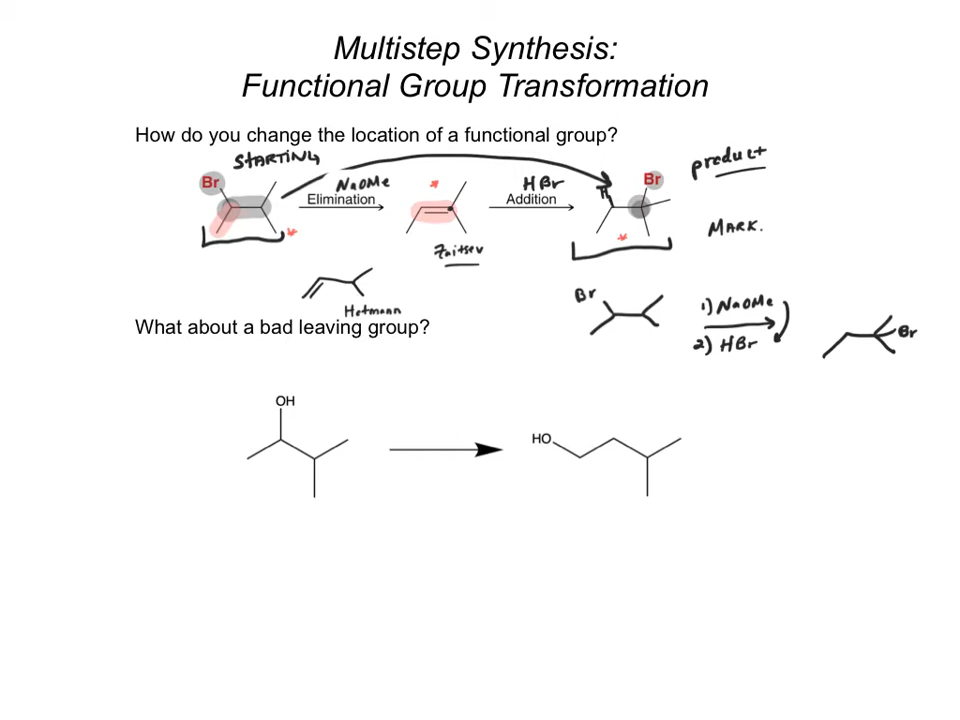 Multistep Synthesis:
Functional Group Transformation
How do you change the location of a functional group?
STARTING
product
Br
NaOMe
Elimination
HBr
Addition
H
Br
MARK.
Zaitsev
Br
1) NaOMe
2) HBr
Br
Hofmann
What about a bad leaving group?
OH
HO